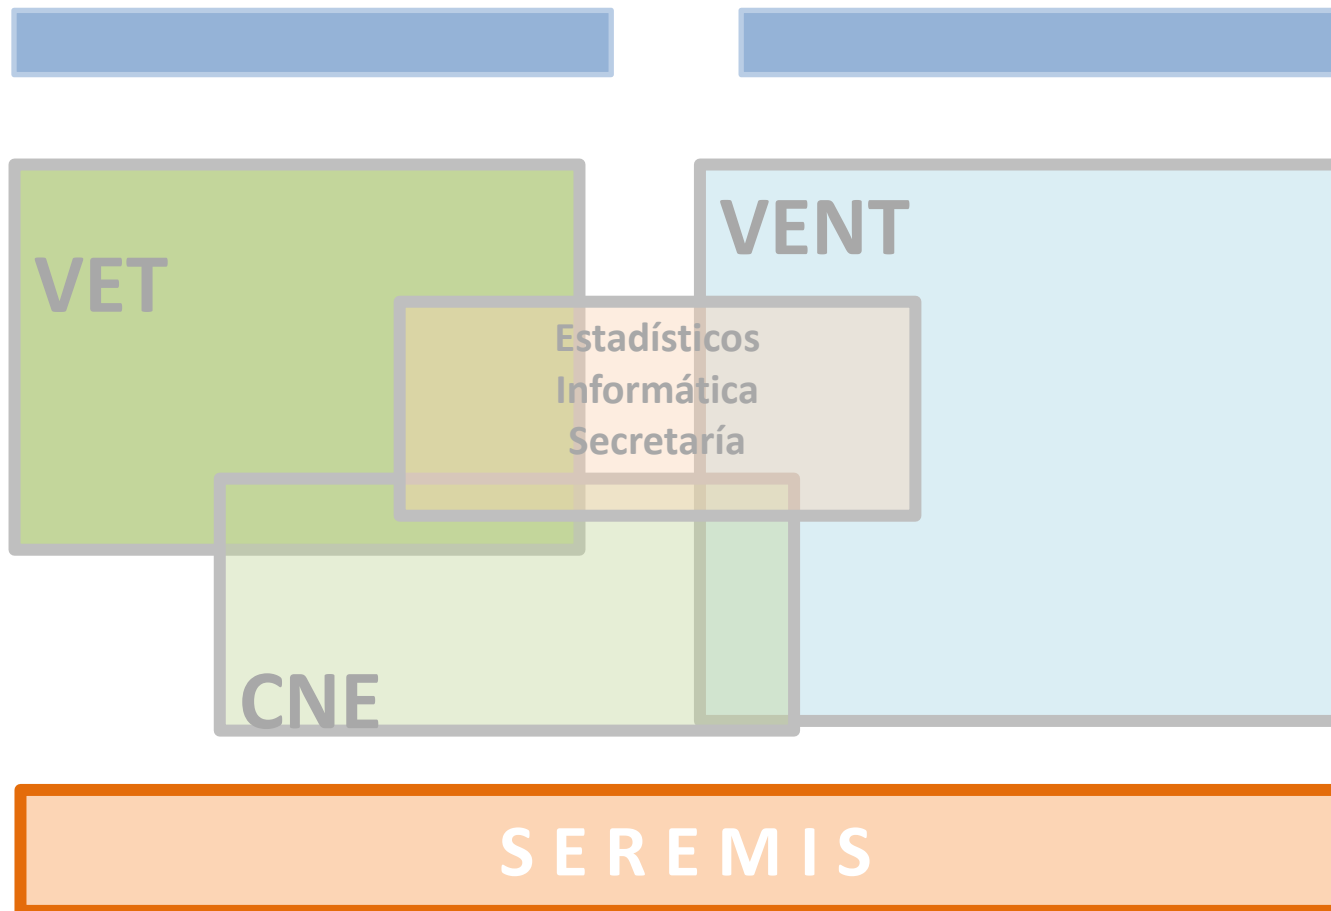 VENT
VET
Estadísticos
Informática
Secretaría
CNE
S E R E M I S